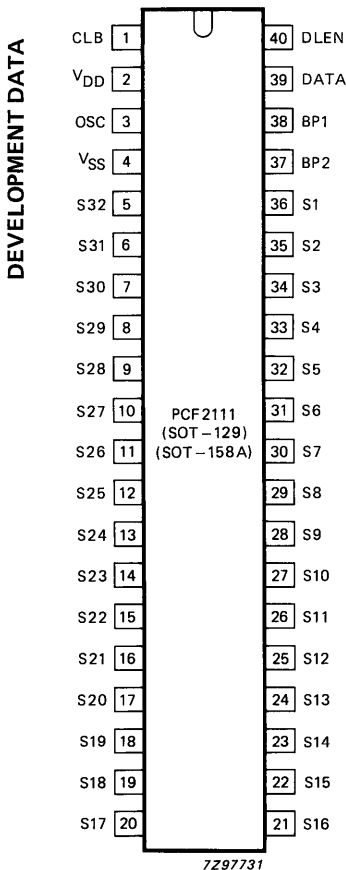 DEVELOPMENT DATA
CLB 1 40 DLEN
VDD 2 39 DATA
OSC 3 38 BP1
VSS 4 37 BP2
S32 5 36 S1
S31 6 35 S2
S30 7 34 S3
S29 8 33 S4
S28 9 32 S5
S27 10 31 S6
PCF2111
(SOT–129)
(SOT–158A)
S26 11 30 S7
S25 12 29 S8
S24 13 28 S9
S23 14 27 S10
S22 15 26 S11
S21 16 25 S12
S20 17 24 S13
S19 18 23 S14
S18 19 22 S15
S17 20 21 S16
7Z97731